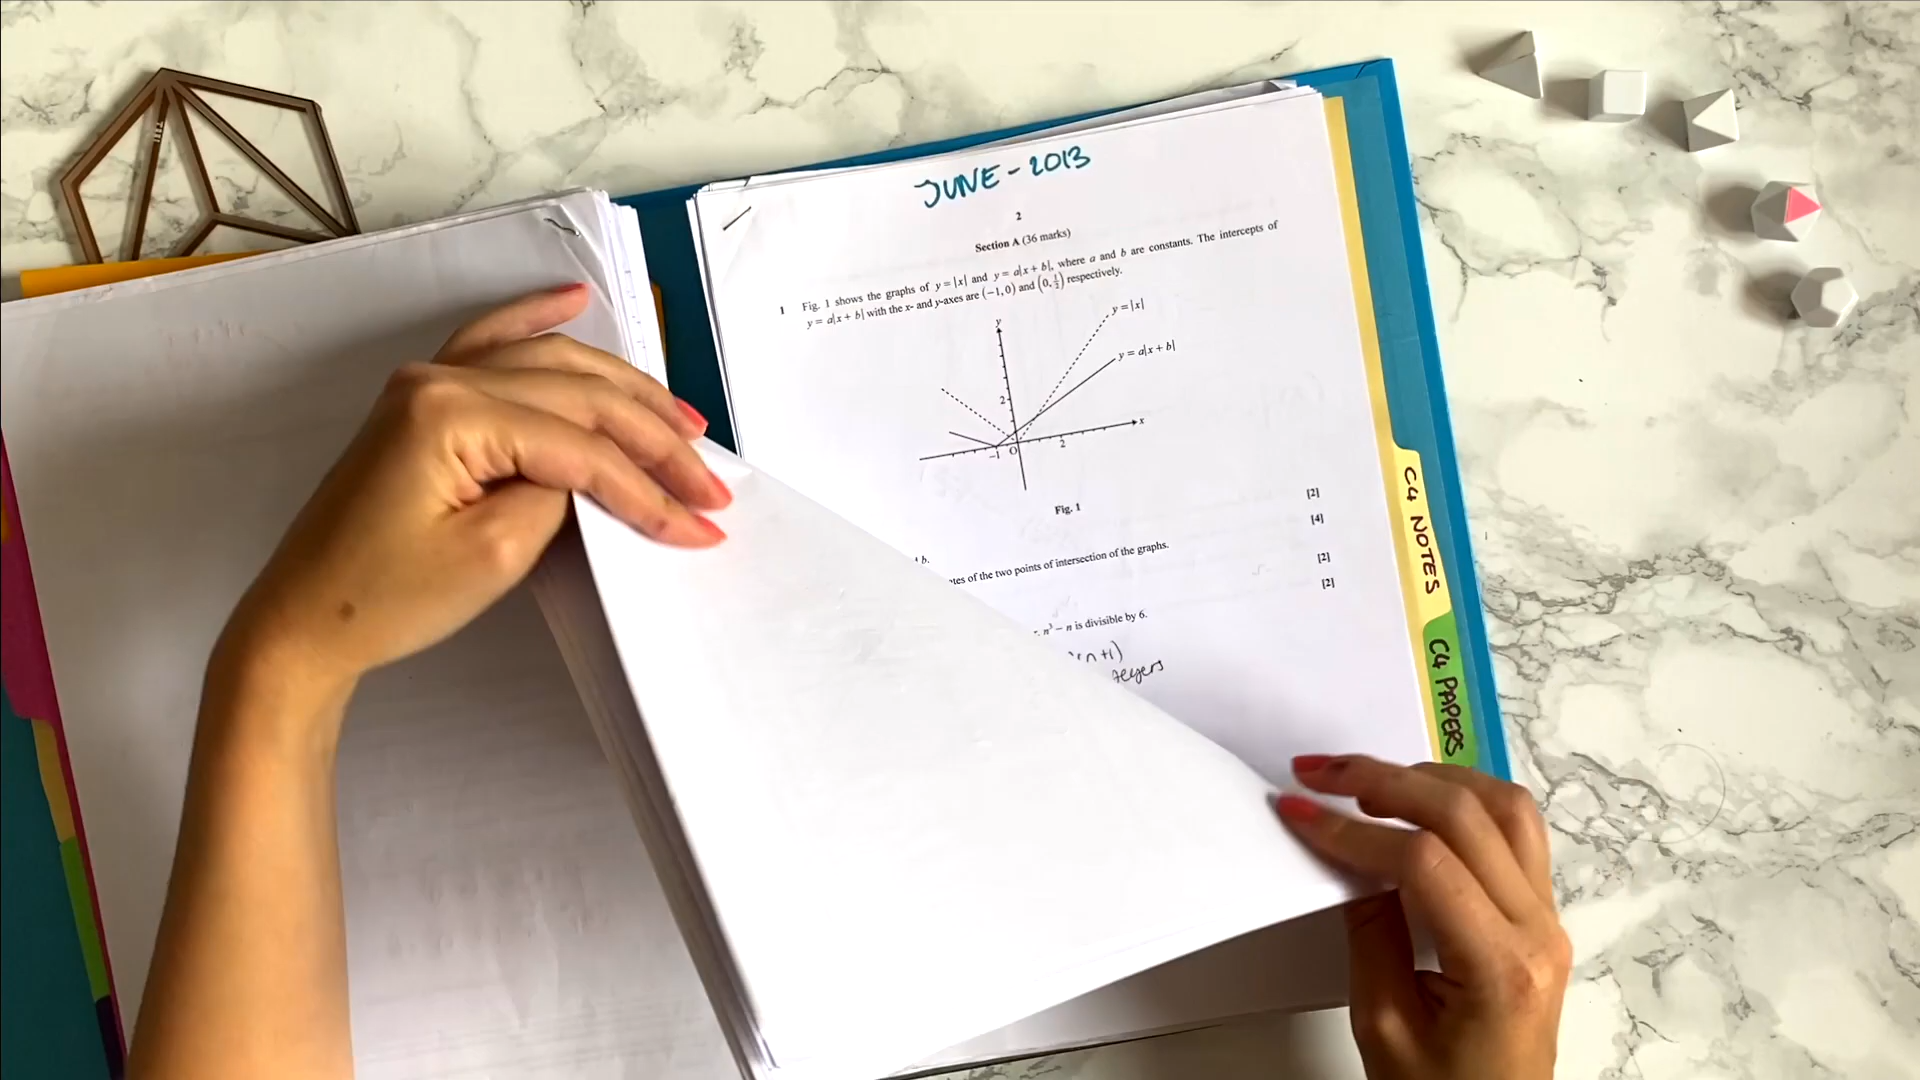 JUNE - 2013
2
Section A (36 marks)
1 Fig. 1 shows the graphs of y = |x| and y = a|x + b|, where a and b are constants. The intercepts of
y = a|x + b| with the x- and y-axes are (−1, 0) and (0, ½) respectively.
y
y = |x|
y = a|x + b|
2
x
−1 O 2
Fig. 1
[2]
[4]
b.
of the two points of intersection of the graphs.
[2]
[2]
n³ − n is divisible by 6.
n+1)
C4 NOTES
C4 PAPERS